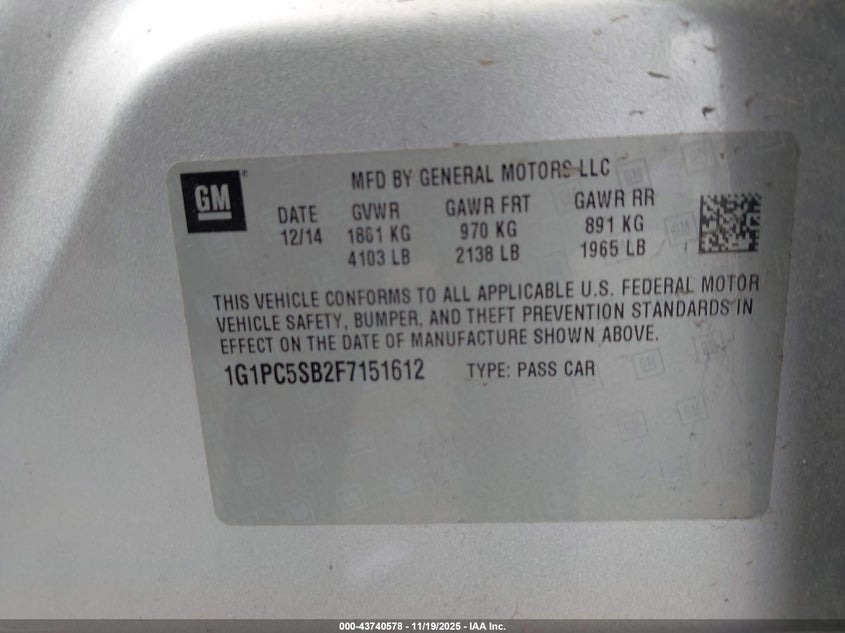 GM
MFD BY GENERAL MOTORS LLC
DATE GVWR GAWR FRT GAWR RR
12/14 1861 KG 970 KG 891 KG
4103 LB 2138 LB 1965 LB
THIS VEHICLE CONFORMS TO ALL APPLICABLE U.S. FEDERAL MOTOR
VEHICLE SAFETY, BUMPER, AND THEFT PREVENTION STANDARDS IN
EFFECT ON THE DATE OF MANUFACTURE SHOWN ABOVE.
1G1PC5SB2F7151612 TYPE: PASS CAR
000-43740578 - 11/19/2025 - IAA Inc.